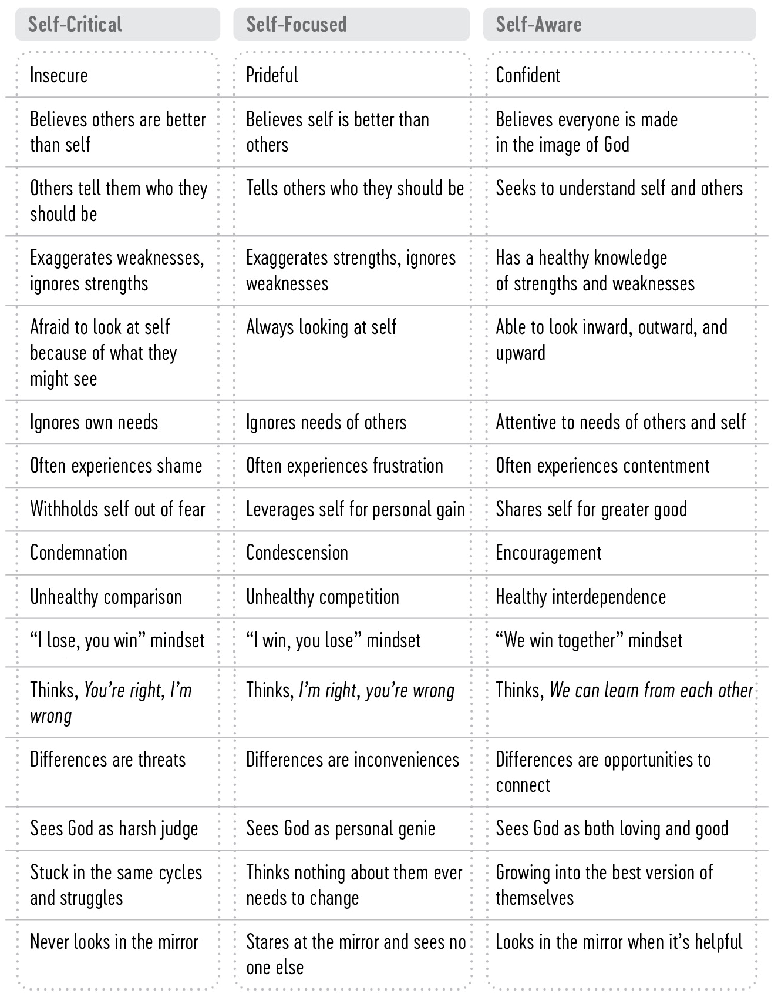 Self-Critical Self-Focused Self-Aware
Insecure Prideful Confident
Believes others are better Believes self is better than Believes everyone is made
than self others in the image of God
Others tell them who they Tells others who they should be Seeks to understand self and others
should be
Exaggerates weaknesses, Exaggerates strengths, ignores Has a healthy knowledge
ignores strengths weaknesses of strengths and weaknesses
Afraid to look at self Always looking at self Able to look inward, outward, and
because of what they upward
might see
Ignores own needs Ignores needs of others Attentive to needs of others and self
Often experiences shame Often experiences frustration Often experiences contentment
Withholds self out of fear Leverages self for personal gain Shares self for greater good
Condemnation Condescension Encouragement
Unhealthy comparison Unhealthy competition Healthy interdependence
“I lose, you win” mindset “I win, you lose” mindset “We win together” mindset
Thinks, You’re right, I’m Thinks, I’m right, you’re wrong Thinks, We can learn from each other
wrong
Differences are threats Differences are inconveniences Differences are opportunities to
connect
Sees God as harsh judge Sees God as personal genie Sees God as both loving and good
Stuck in the same cycles Thinks nothing about them ever Growing into the best version of
and struggles needs to change themselves
Never looks in the mirror Stares at the mirror and sees no Looks in the mirror when it’s helpful
one else